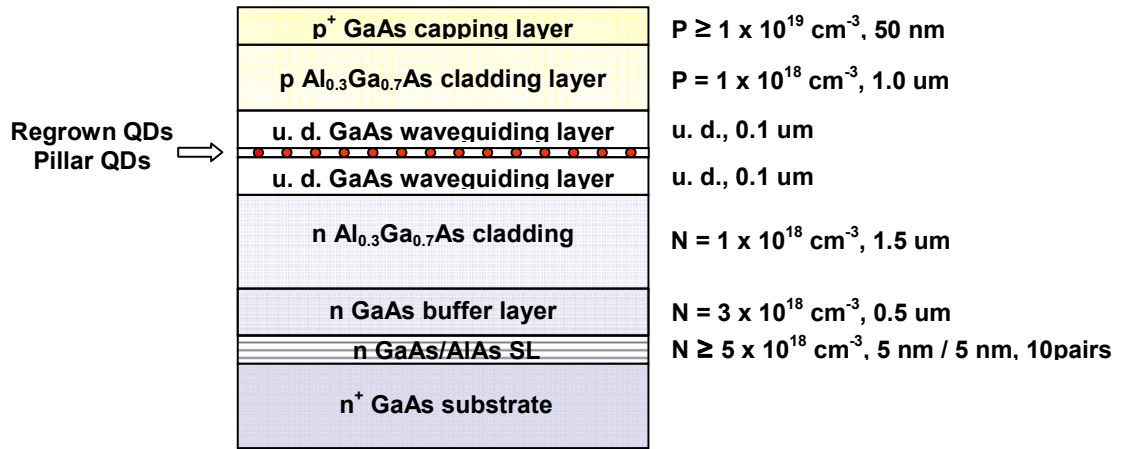 p⁺ GaAs capping layer P ≥ 1 x 10¹⁹ cm⁻³, 50 nm
p Al₀.₃Ga₀.₇As cladding layer P = 1 x 10¹⁸ cm⁻³, 1.0 um
u. d. GaAs waveguiding layer u. d., 0.1 um
Regrown QDs
Pillar QDs
u. d. GaAs waveguiding layer u. d., 0.1 um
n Al₀.₃Ga₀.₇As cladding N = 1 x 10¹⁸ cm⁻³, 1.5 um
n GaAs buffer layer N = 3 x 10¹⁸ cm⁻³, 0.5 um
n GaAs/AlAs SL N ≥ 5 x 10¹⁸ cm⁻³, 5 nm / 5 nm, 10pairs
n⁺ GaAs substrate